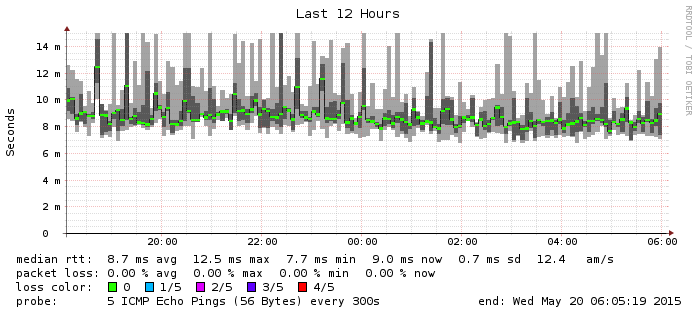 Last 12 Hours
RRDTOOL / TOBI OETIKER
Seconds
14 m
12 m
10 m
8 m
6 m
4 m
2 m
0
20:00 22:00 00:00 02:00 04:00 06:00
median rtt: 8.7 ms avg 12.5 ms max 7.7 ms min 9.0 ms now 0.7 ms sd 12.4 am/s
packet loss: 0.00 % avg 0.00 % max 0.00 % min 0.00 % now
loss color: 0 1/5 2/5 3/5 4/5
probe: 5 ICMP Echo Pings (56 Bytes) every 300s end: Wed May 20 06:05:19 2015